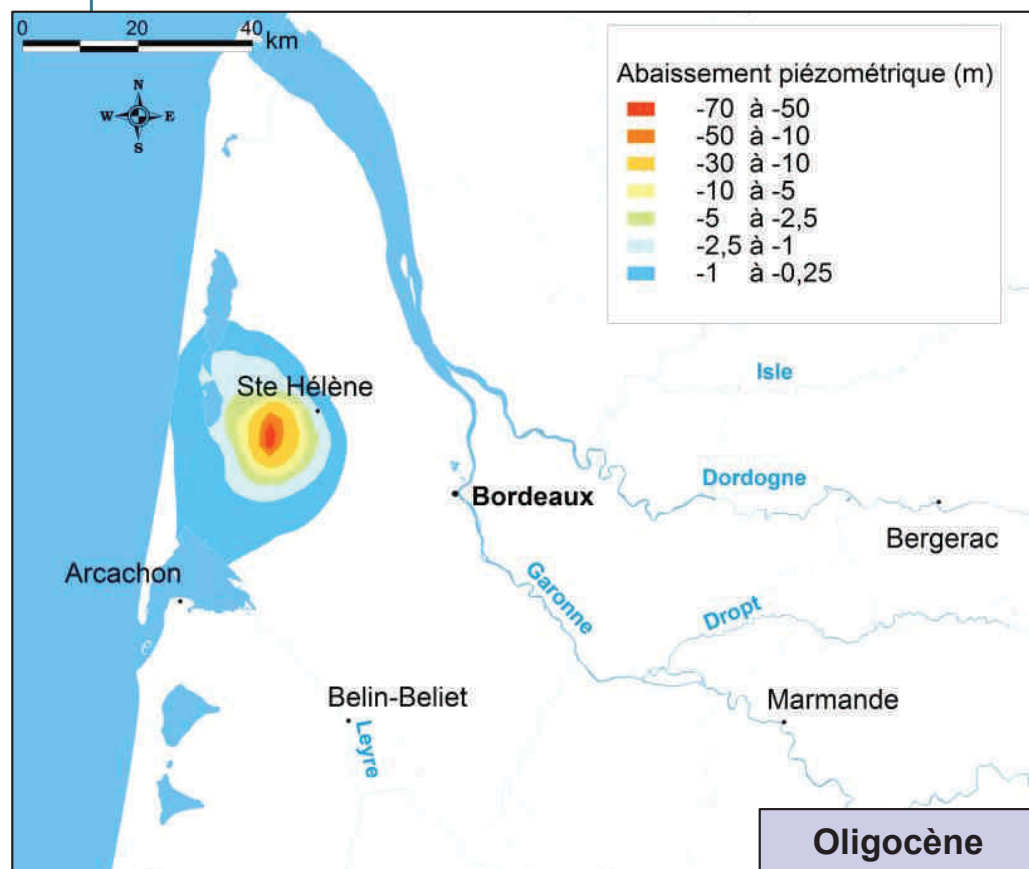 0 20 40
km
N
W E
S
Abaissement piézométrique (m)
-70 à -50
-50 à -10
-30 à -10
-10 à -5
-5 à -2,5
-2,5 à -1
-1 à -0,25
Isle
Ste Hélène
Dordogne
Bordeaux
Bergerac
Arcachon
Garonne
Dropt
Belin-Beliet
Marmande
Leyre
Oligocène